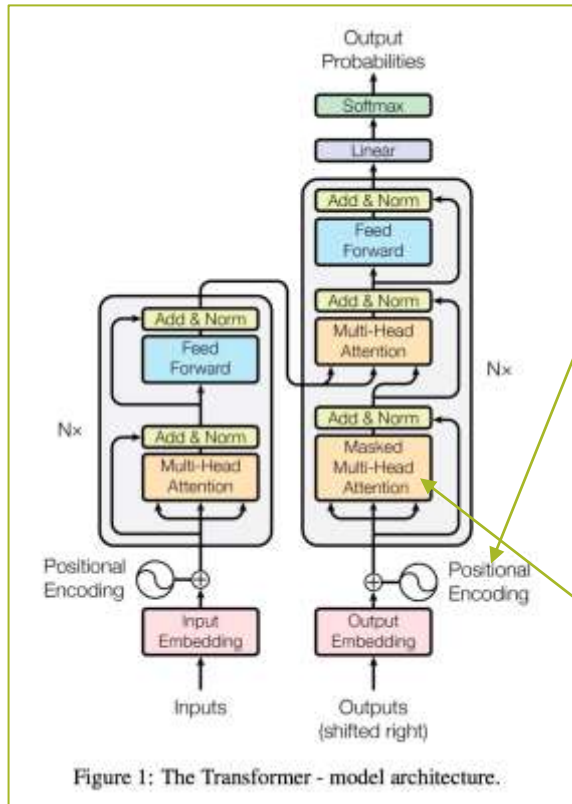 Output
Probabilities
Softmax
Linear
Add & Norm
Feed
Forward
Add & Norm
Multi-Head
Attention
Nx
Add & Norm
Masked
Multi-Head
Attention
Add & Norm
Feed
Forward
Nx
Add & Norm
Multi-Head
Attention
Positional
Encoding
Positional
Encoding
Input
Embedding
Output
Embedding
Inputs
Outputs
(shifted right)
Figure 1: The Transformer - model architecture.